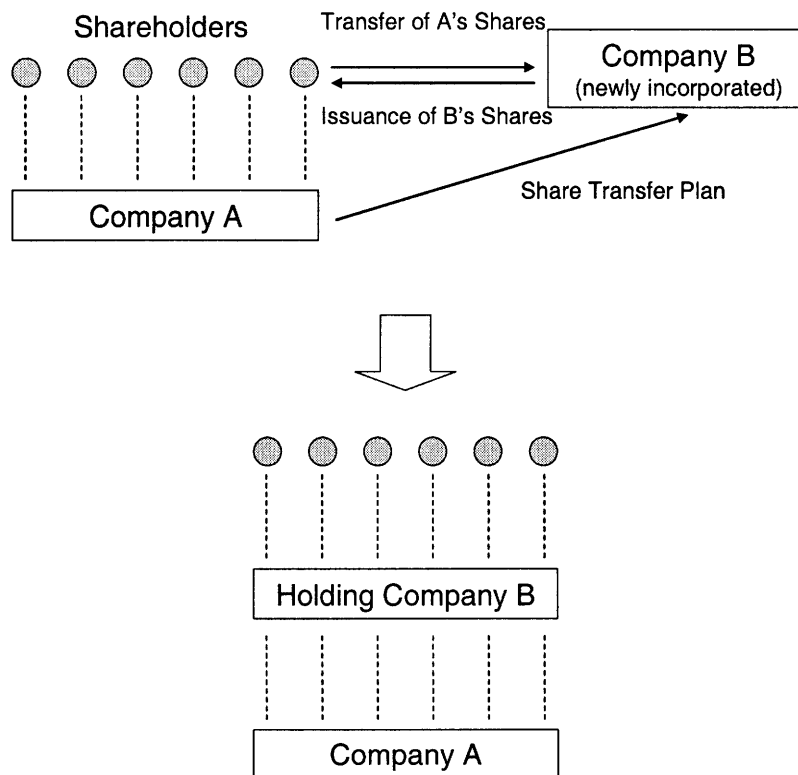 Shareholders
Transfer of A's Shares
Company B
(newly incorporated)
Issuance of B's Shares
Share Transfer Plan
Company A
Holding Company B
Company A